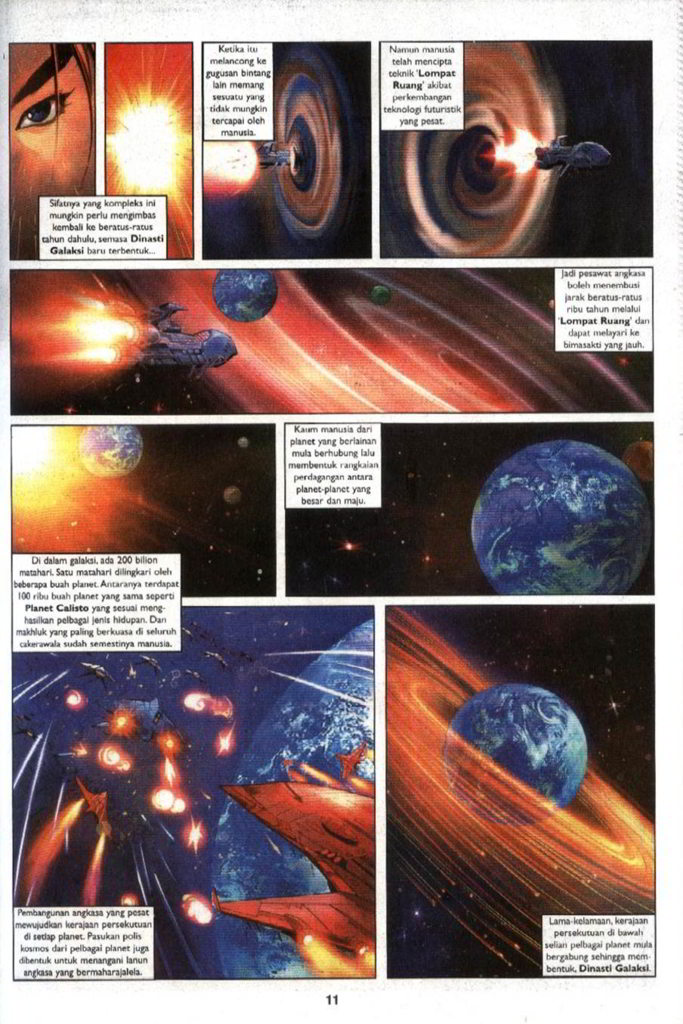 Sifatnya yang kompleks ini
mungkin perlu mengimbas
kembali ke beratus-ratus
tahun dahulu, semasa Dinasti
Galaksi baru terbentuk...
Ketika itu
melancong ke
gugusan bintang
lain memang
sesuatu yang
tidak mungkin
tercapai oleh
manusia.
Namun manusia
telah mencipta
teknik 'Lompat
Ruang' akibat
perkembangan
teknologi futuristik
yang pesat.
Jadi pesawat angkasa
boleh menembusi
jarak beratus-ratus
ribu tahun melalui
'Lompat Ruang' dan
dapat melayari ke
bimasakti yang jauh.
Di dalam galaksi, ada 200 bilion
matahari. Satu matahari dilingkari oleh
beberapa buah planet. Antaranya terdapat
100 ribu buah planet yang sama seperti
Planet Calisto yang sesuai meng-
hasilkan pelbagai jenis hidupan. Dan
makhluk yang paling berkuasa di seluruh
cakerawala sudah semestinya manusia.
Kaum manusia dari
planet yang berlainan
mula berhubung lalu
membentuk rangkaian
perdagangan antara
planet-planet yang
besar dan maju.
Pembangunan angkasa yang pesat
mewujudkan kerajaan persekutuan
di setiap planet. Pasukan polis
kosmos dari pelbagai planet juga
dibentuk untuk menangani lanun
angkasa yang bermaharajalela.
Lama-kelamaan, kerajaan
persekutuan di bawah
selian pelbagai planet mula
bergabung sehingga mem-
bentuk, Dinasti Galaksi.
11